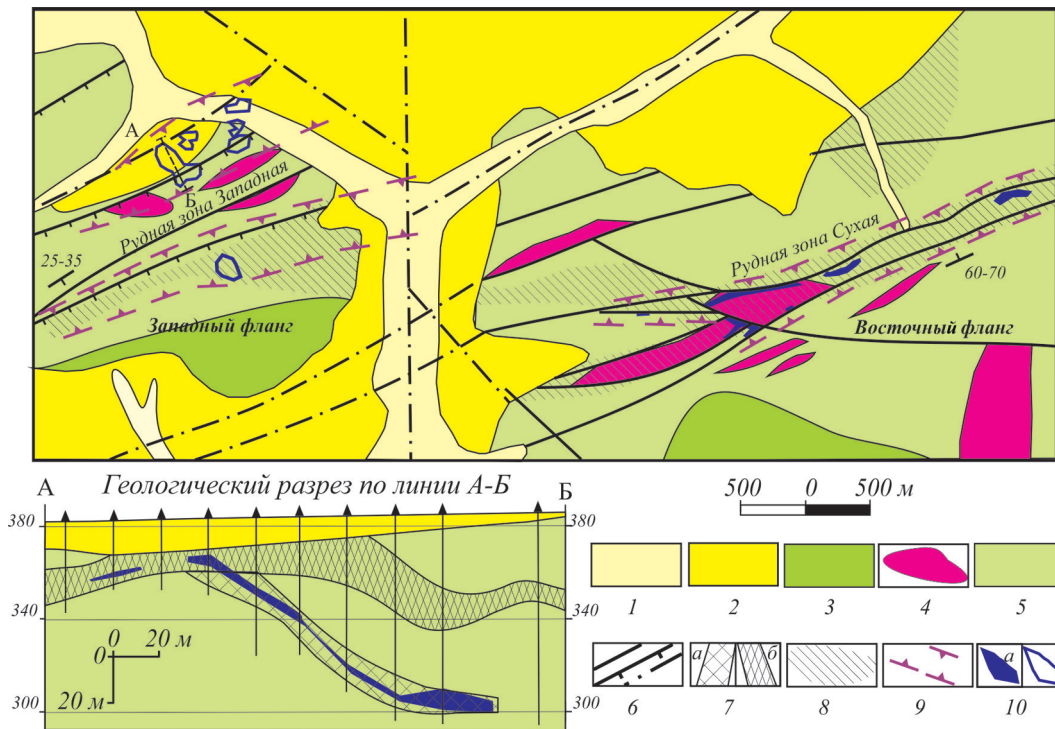 А
Б
Рудная зона Западная
25-35
Западный фланг
Рудная зона Сухая
60-70
Восточный фланг
А Геологический разрез по линии А-Б Б
380
340
300
380
340
300
0 20 м
0
20 м
500 0 500 м
1 2 3 4 5
а б а б
6 7 8 9 10